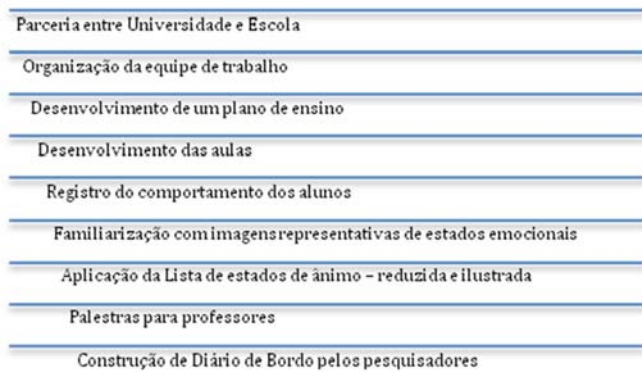 Parceria entre Universidade e Escola
Organização da equipe de trabalho
Desenvolvimento de um plano de ensino
Desenvolvimento das aulas
Registro do comportamento dos alunos
Familiarização com imagens representativas de estados emocionais
Aplicação da Lista de estados de ânimo – reduzida e ilustrada
Palestras para professores
Construção de Diário de Bordo pelos pesquisadores